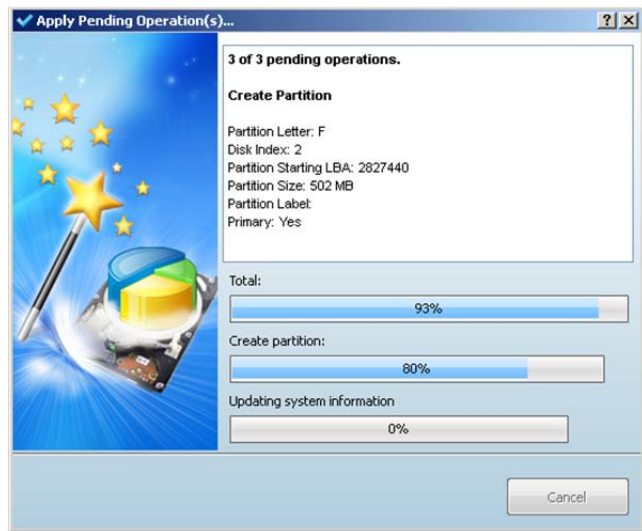 Apply Pending Operation(s)...
3 of 3 pending operations.
Create Partition
Partition Letter: F
Disk Index: 2
Partition Starting LBA: 2827440
Partition Size: 502 MB
Partition Label:
Primary: Yes
Total:
93%
Create partition:
80%
Updating system information
0%
Cancel